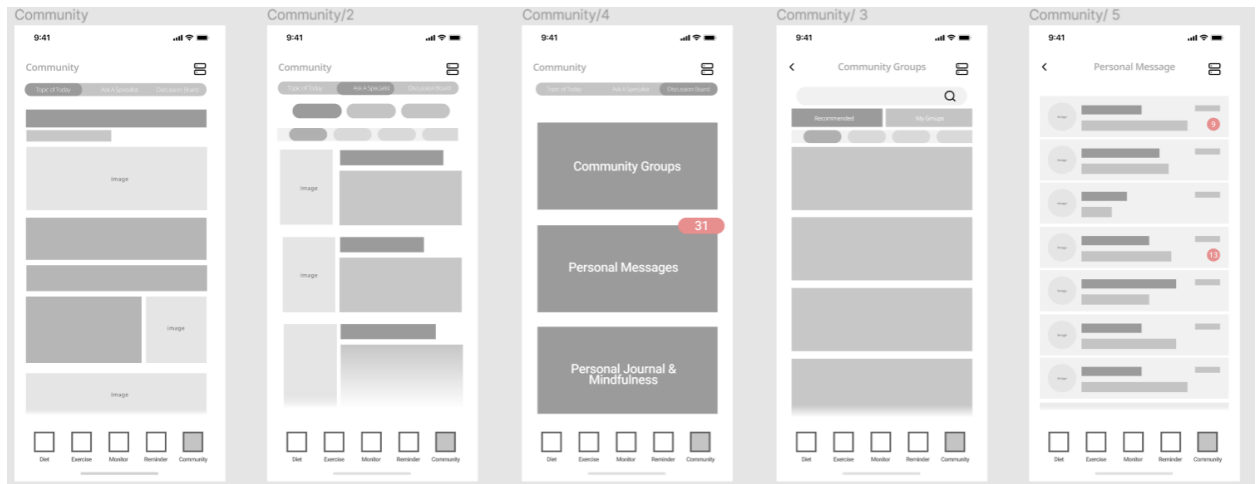 Community
Community/2
Community/4
Community/ 3
Community/ 5
9:41
Community
Topic of Today
Ask A Specialist
Discussion Board
Image
Image
Image
Diet
Exercise
Monitor
Reminder
Community
9:41
Community
Topic of Today
Ask A Specialist
Discussion Board
Image
Image
Diet
Exercise
Monitor
Reminder
Community
9:41
Community
Topic of Today
Ask A Specialist
Discussion Board
Community Groups
31
Personal Messages
Personal Journal &
Mindfulness
Diet
Exercise
Monitor
Reminder
Community
9:41
Community Groups
Recommended
My Groups
Diet
Exercise
Monitor
Reminder
Community
9:41
Personal Message
9
13
Diet
Exercise
Monitor
Reminder
Community